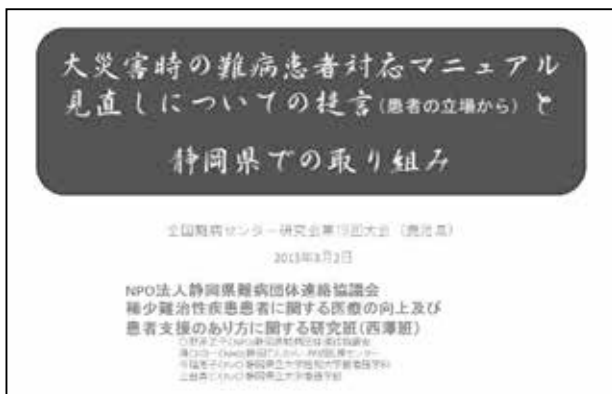 大災害時の難病患者対応マニュアル
見直しについての提言(患者の立場から)と
静岡県での取り組み
全国難病センター研究会第19回大会(鹿児島)
2013年3月2日
NPO法人静岡県難病団体連絡協議会
稀少難治性疾患患者に関する医療の向上及び
患者支援のあり方に関する研究班(西澤班)